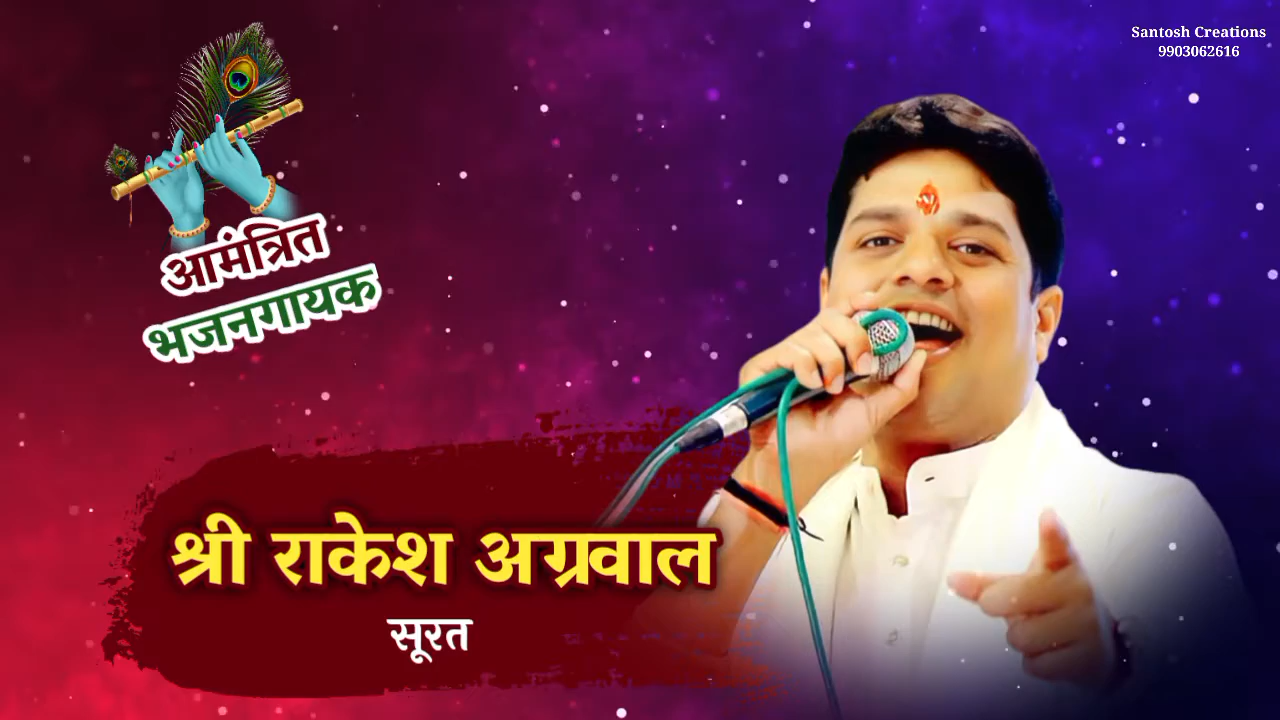 Santosh Creations
9903062616
आमंत्रित
भजनगायक
श्री राकेश अग्रवाल
सूरत